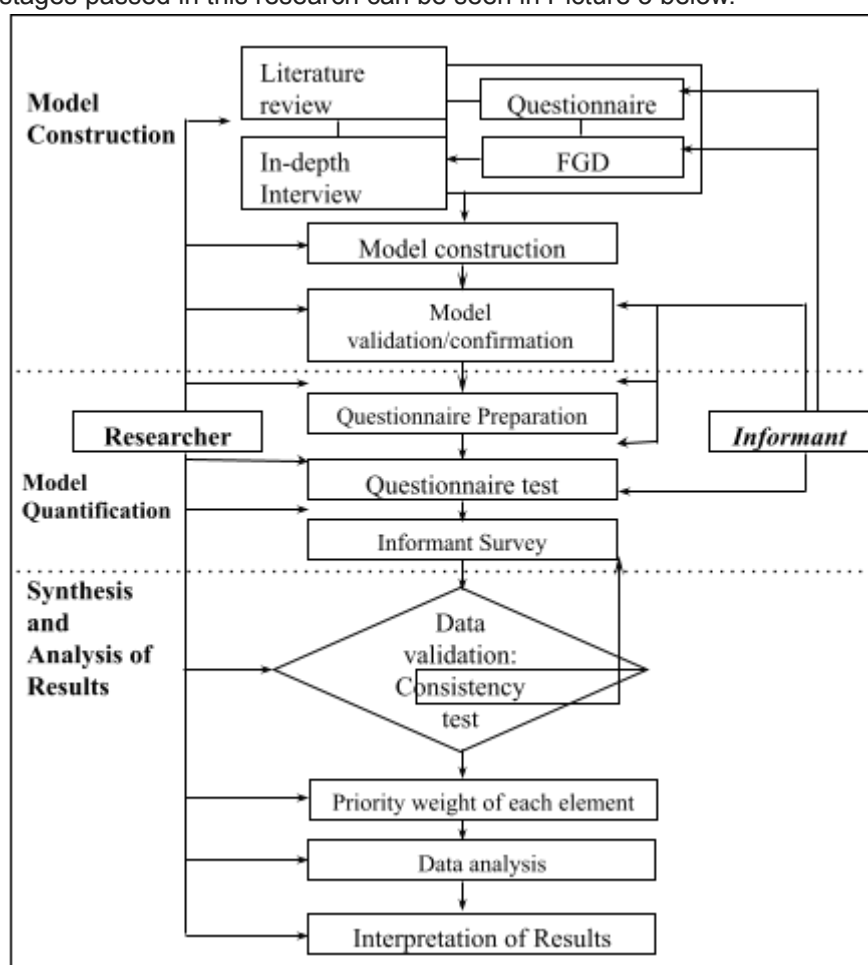 stages passed in this research can be seen in Picture 3 below.
Model
Construction
Literature
review
Questionnaire
In-depth
Interview
FGD
Model construction
Model
validation/confirmation
Questionnaire Preparation
Researcher
Informant
Model
Quantification
Questionnaire test
Informant Survey
Synthesis
and
Analysis of
Results
Data
validation:
Consistency
test
Priority weight of each element
Data analysis
Interpretation of Results